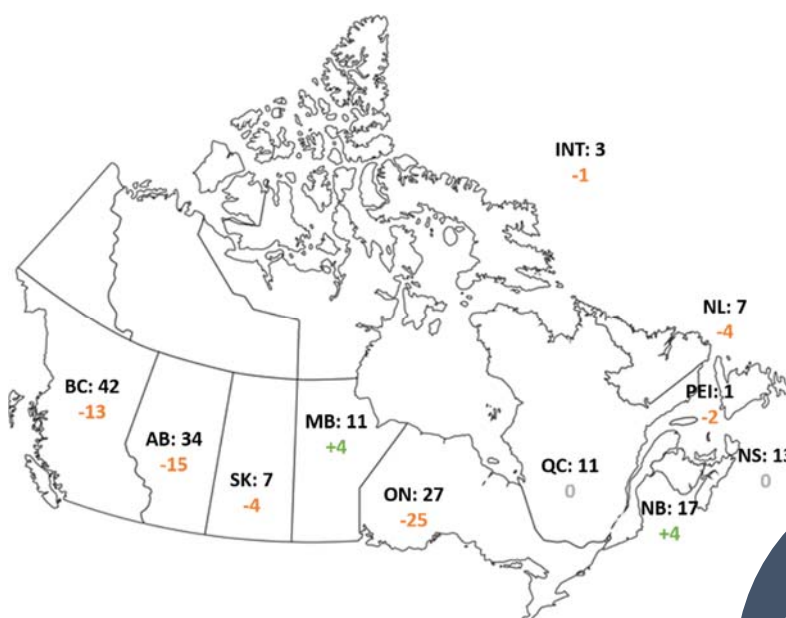 INT: 3
-1
NL: 7
-4
BC: 42
-13
PEI: 1
-2
MB: 11
+4
AB: 34
-15
NS: 13
0
QC: 11
0
SK: 7
-4
ON: 27
-25
NB: 17
+4